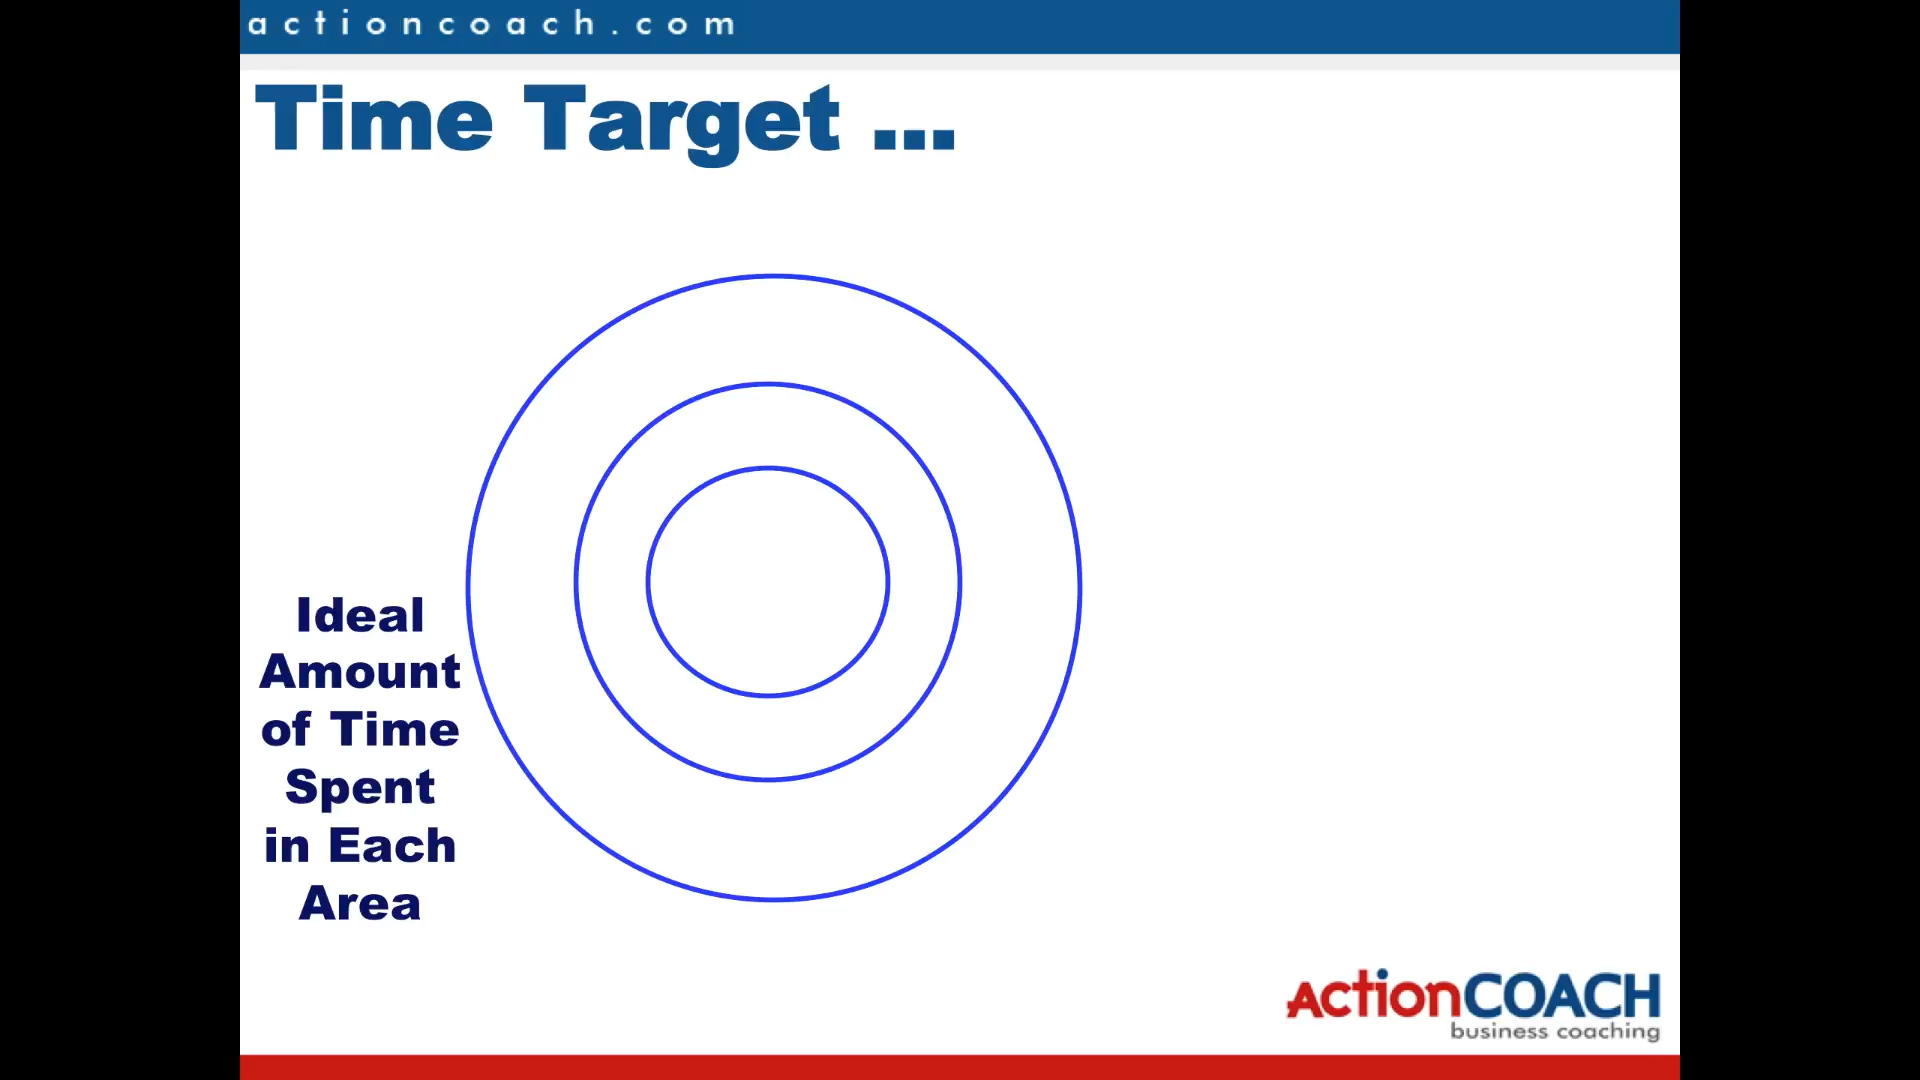 actioncoach.com
Time Target ...
Ideal
Amount
of Time
Spent
in Each
Area
ActionCOACH
business coaching